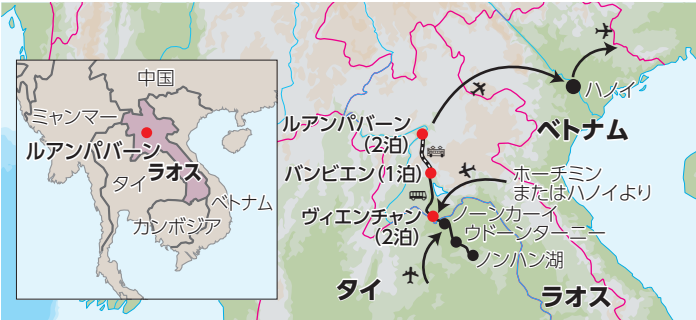 中国
ミャンマー
ルアンパバーン
ラオス
タイ
ベトナム
カンボジア
ハノイ
ベトナム
ルアンパバーン
(2泊)
バンビエン(1泊)
ホーチミン
またはハノイより
ヴィエンチャン
(2泊)
ノーンカーイ
ウドーンターニー
ノンハン湖
タイ
ラオス